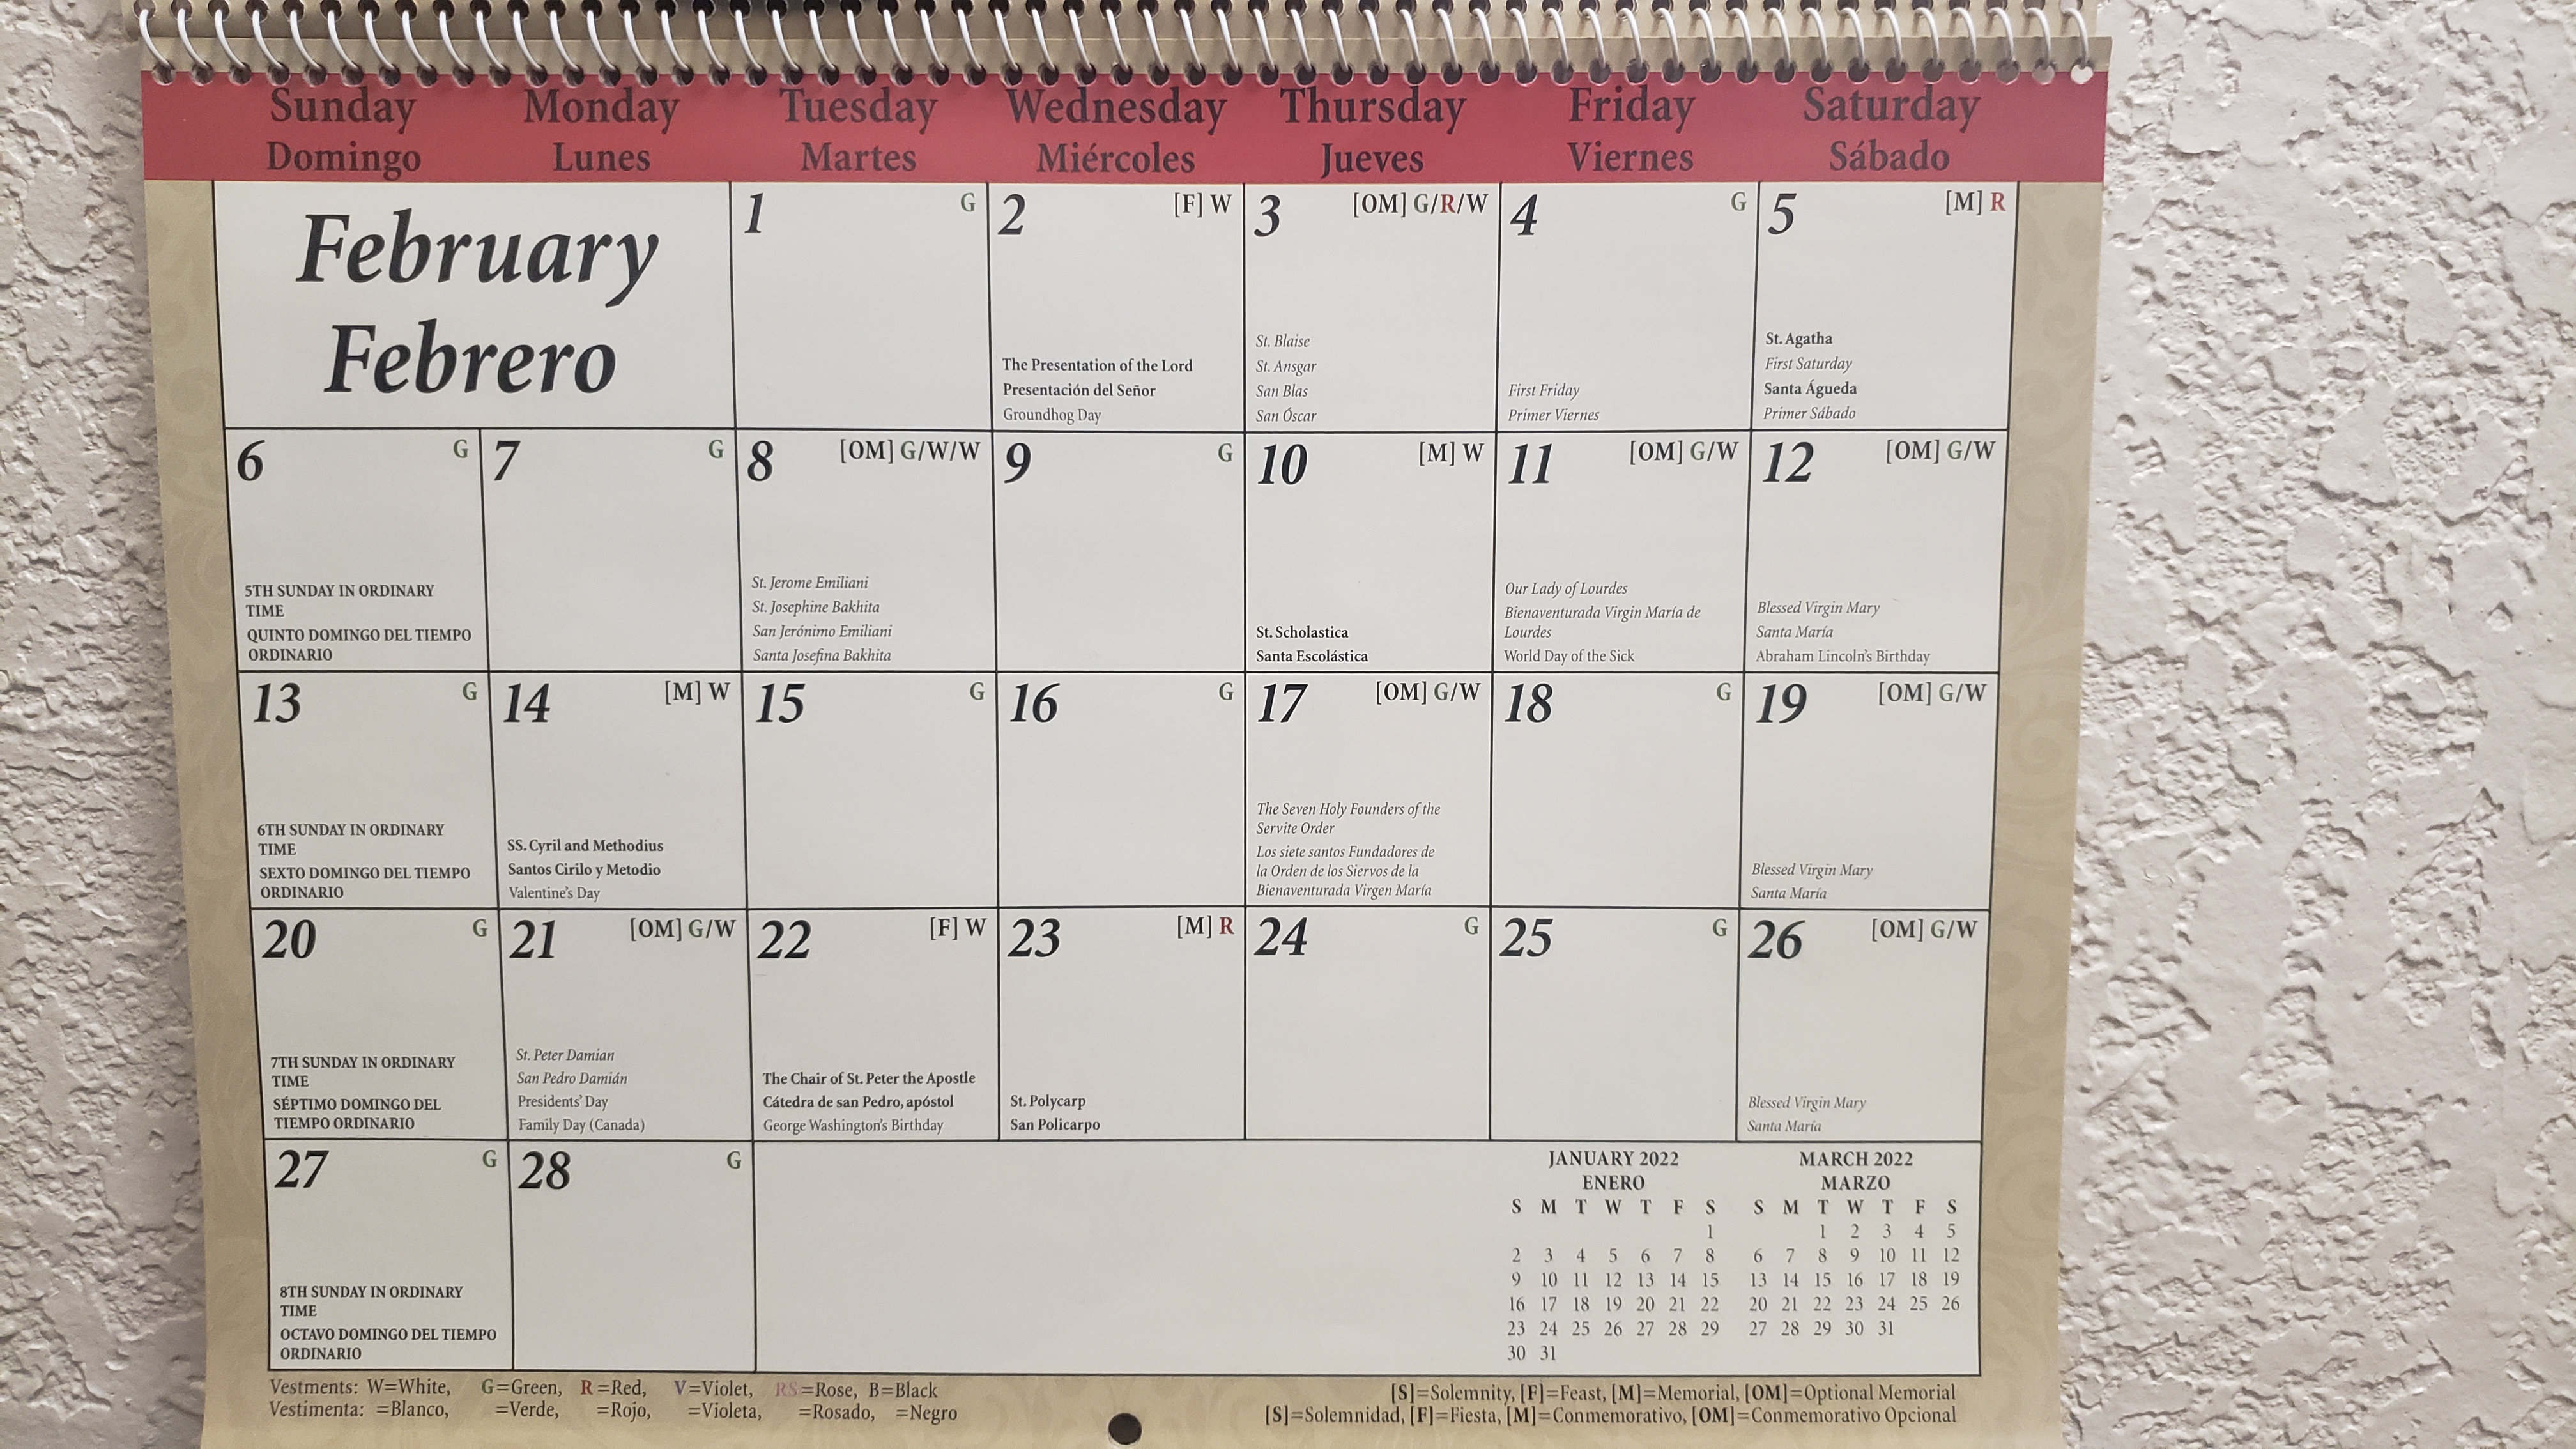 Sunday Monday Tuesday Wednesday Thursday Friday Saturday
Domingo Lunes Martes Miércoles Jueves Viernes Sábado
February
Febrero
1 G
2 [F] W
The Presentation of the Lord
Presentación del Señor
Groundhog Day
3 [OM] G/R/W
St. Blaise
St. Ansgar
San Blas
San Óscar
4 G
First Friday
Primer Viernes
5 [M] R
St. Agatha
First Saturday
Santa Águeda
Primer Sábado
6 G
5TH SUNDAY IN ORDINARY
TIME
QUINTO DOMINGO DEL TIEMPO
ORDINARIO
7 G
8 [OM] G/W/W
St. Jerome Emiliani
St. Josephine Bakhita
San Jerónimo Emiliani
Santa Josefina Bakhita
9 G
10 [M] W
St. Scholastica
Santa Escolástica
11 [OM] G/W
Our Lady of Lourdes
Bienaventurada Virgin María de
Lourdes
World Day of the Sick
12 [OM] G/W
Blessed Virgin Mary
Santa María
Abraham Lincoln's Birthday
13 G
6TH SUNDAY IN ORDINARY
TIME
SEXTO DOMINGO DEL TIEMPO
ORDINARIO
14 [M] W
SS. Cyril and Methodius
Santos Cirilo y Metodio
Valentine's Day
15 G
16 G
17 [OM] G/W
The Seven Holy Founders of the
Servite Order
Los siete santos Fundadores de
la Orden de los Siervos de la
Bienaventurada Virgen María
18 G
19 [OM] G/W
Blessed Virgin Mary
Santa María
20 G
7TH SUNDAY IN ORDINARY
TIME
SÉPTIMO DOMINGO DEL
TIEMPO ORDINARIO
21 [OM] G/W
St. Peter Damian
San Pedro Damián
Presidents' Day
Family Day (Canada)
22 [F] W
The Chair of St. Peter the Apostle
Cátedra de san Pedro, apóstol
George Washington's Birthday
23 [M] R
St. Polycarp
San Policarpo
24 G
25 G
26 [OM] G/W
Blessed Virgin Mary
Santa María
27 G
8TH SUNDAY IN ORDINARY
TIME
OCTAVO DOMINGO DEL TIEMPO
ORDINARIO
28 G
JANUARY 2022
ENERO
S M T W T F S
1
2 3 4 5 6 7 8
9 10 11 12 13 14 15
16 17 18 19 20 21 22
23 24 25 26 27 28 29
30 31
MARCH 2022
MARZO
S M T W T F S
1 2 3 4 5
6 7 8 9 10 11 12
13 14 15 16 17 18 19
20 21 22 23 24 25 26
27 28 29 30 31
Vestments: W=White, G=Green, R=Red, V=Violet, RS=Rose, B=Black
Vestimenta: =Blanco, =Verde, =Rojo, =Violeta, =Rosado, =Negro
[S]=Solemnity, [F]=Feast, [M]=Memorial, [OM]=Optional Memorial
[S]=Solemnidad, [F]=Fiesta, [M]=Conmemorativo, [OM]=Conmemorativo Opcional